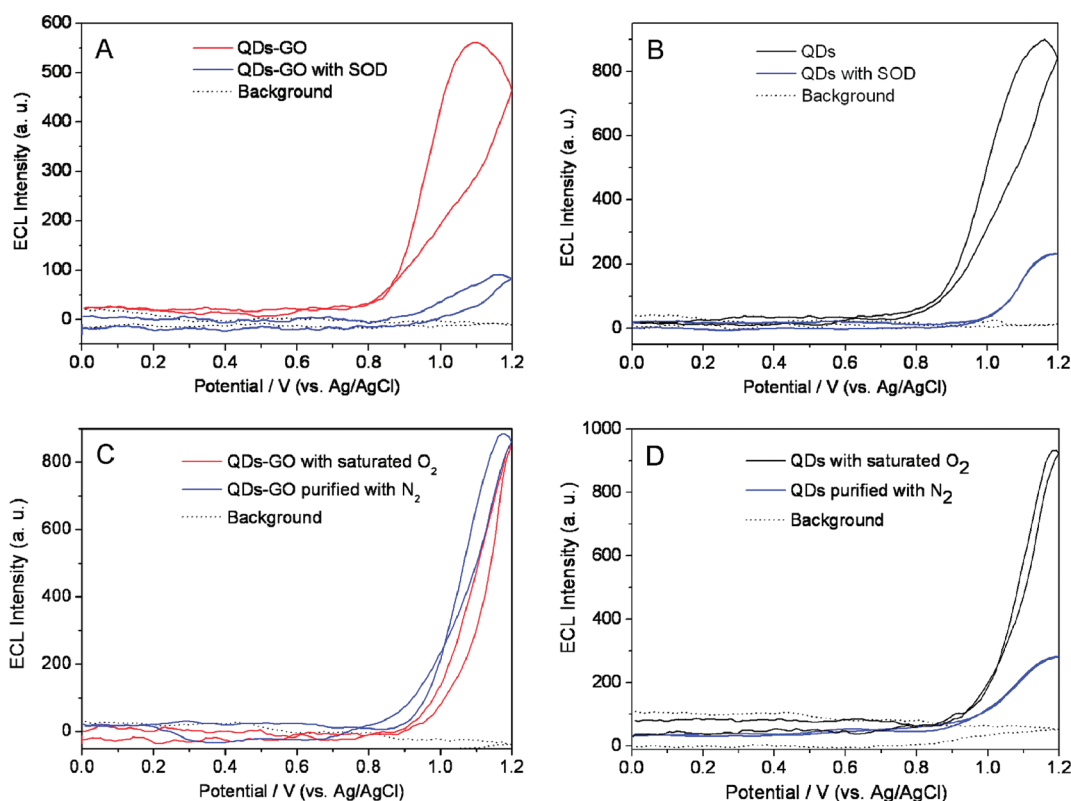 A
QDs-GO
QDs-GO with SOD
Background
600
500
400
300
200
100
0
ECL Intensity (a. u.)
0.0 0.2 0.4 0.6 0.8 1.0 1.2
Potential / V (vs. Ag/AgCl)
B
QDs
QDs with SOD
Background
800
600
400
200
0
ECL Intensity (a. u.)
0.0 0.2 0.4 0.6 0.8 1.0 1.2
Potential / V (vs. Ag/AgCl)
C
QDs-GO with saturated O2
QDs-GO purified with N2
Background
800
600
400
200
0
ECL Intensity (a. u.)
0.0 0.2 0.4 0.6 0.8 1.0 1.2
Potential / V (vs. Ag/AgCl)
D
QDs with saturated O2
QDs purified with N2
Background
1000
800
600
400
200
0
ECL Intensity (a. u.)
0.0 0.2 0.4 0.6 0.8 1.0 1.2
Potential / V (vs. Ag/AgCl)